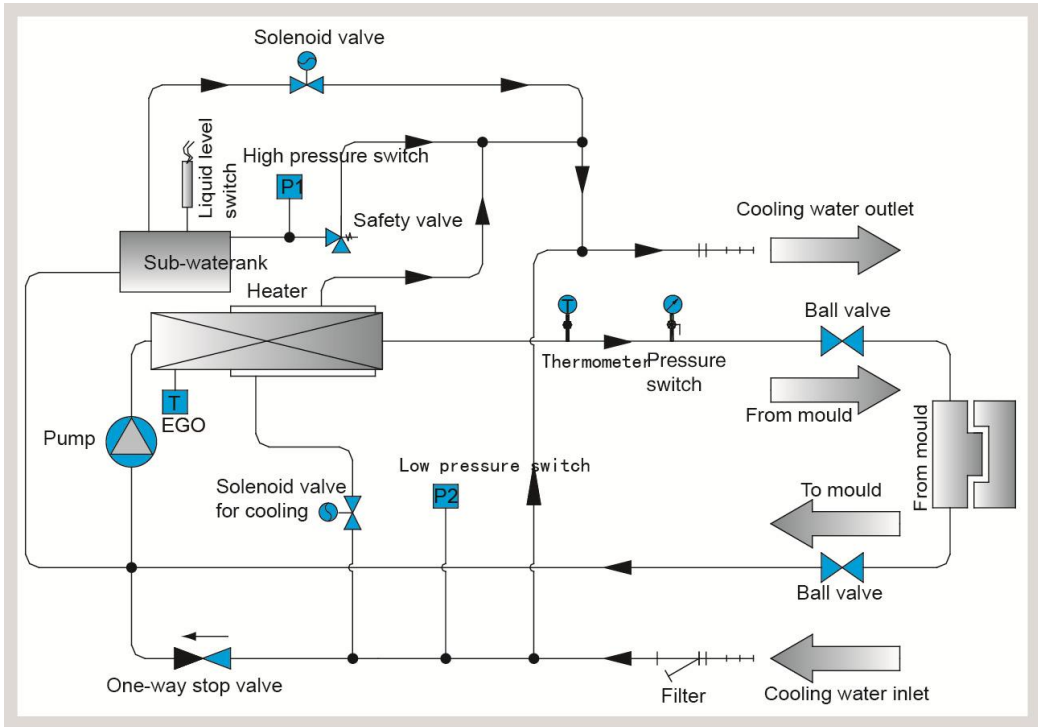 Solenoid valve
Liquid level
switch
High pressure switch
P1
Safety valve
Cooling water outlet
Sub-waterank
Heater
T
Ball valve
Thermometer
Pressure
switch
From mould
T
EGO
Pump
From mould
Low pressure switch
P2
Solenoid valve
for cooling
To mould
Ball valve
One-way stop valve
Filter
Cooling water inlet